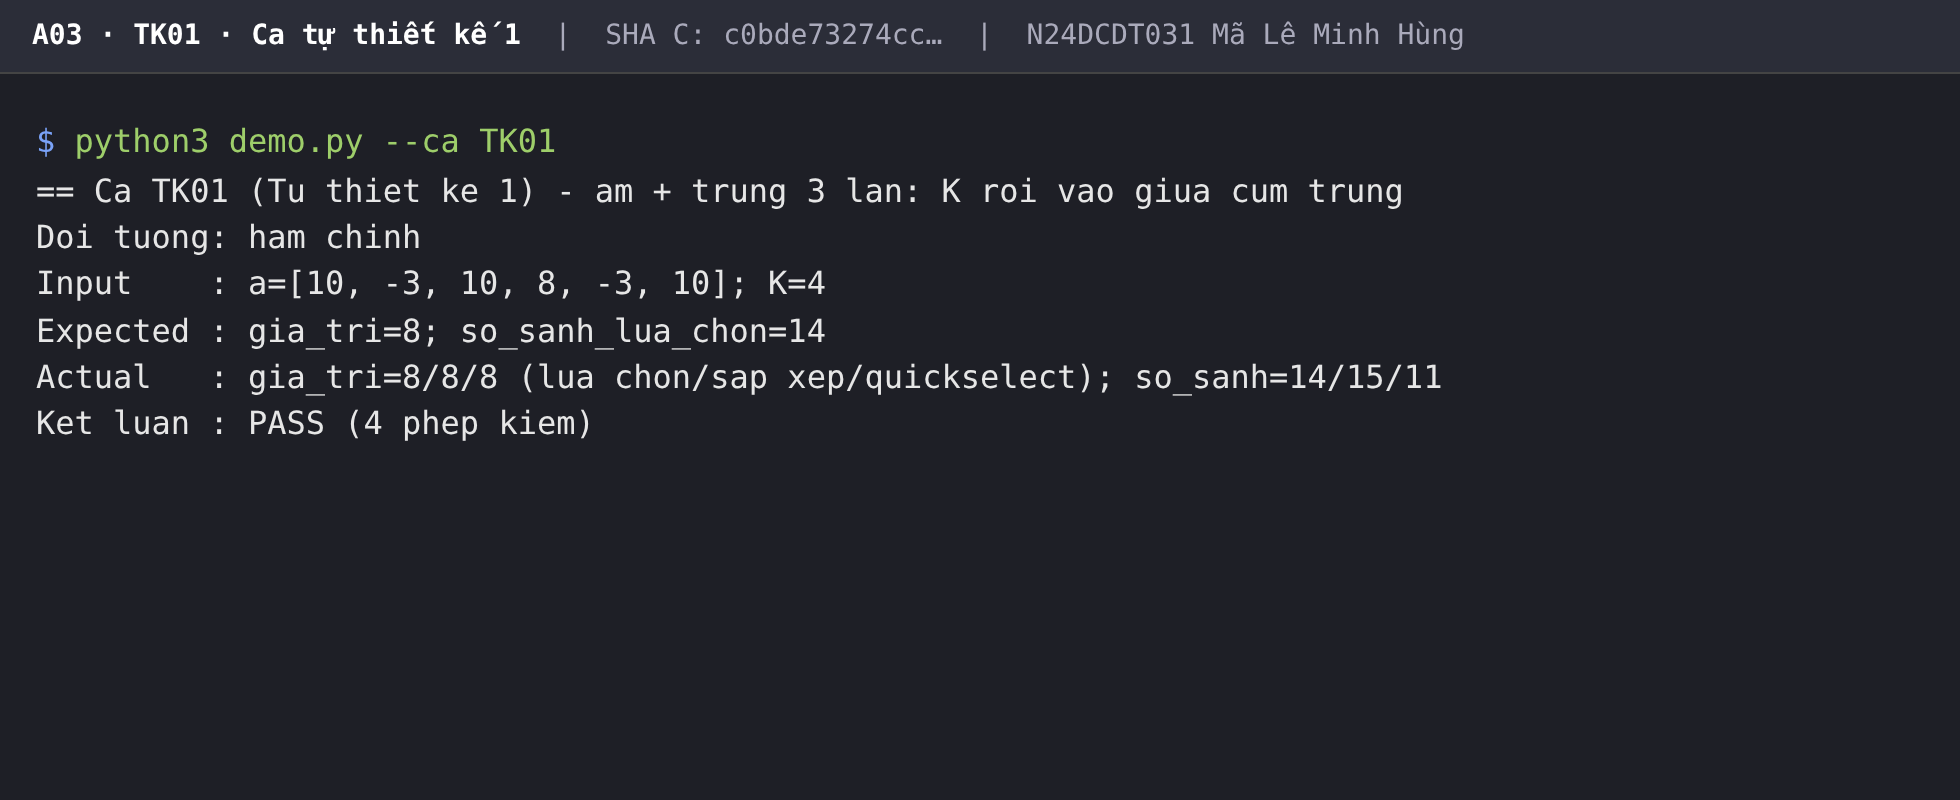 A03 · TK01 · Ca tự thiết kế 1 | SHA C: c0bde73274cc… | N24DCDT031 Mã Lê Minh Hùng
$ python3 demo.py --ca TK01
== Ca TK01 (Tu thiet ke 1) - am + trung 3 lan: K roi vao giua cum trung
Doi tuong: ham chinh
Input    : a=[10, -3, 10, 8, -3, 10]; K=4
Expected : gia_tri=8; so_sanh_lua_chon=14
Actual   : gia_tri=8/8/8 (lua chon/sap xep/quickselect); so_sanh=14/15/11
Ket luan : PASS (4 phep kiem)